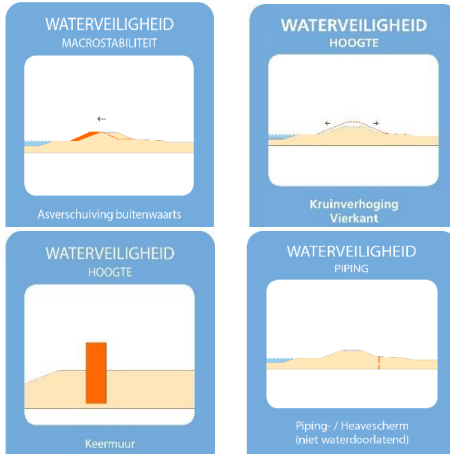 WATERVEILIGHEID
MACROSTABILITEIT
Asverschuiving buitenwaarts
WATERVEILIGHEID
HOOGTE
Kruinverhoging
Vierkant
WATERVEILIGHEID
HOOGTE
Keermuur
WATERVEILIGHEID
PIPING
Piping- / Heavescherm
(niet waterdoorlatend)